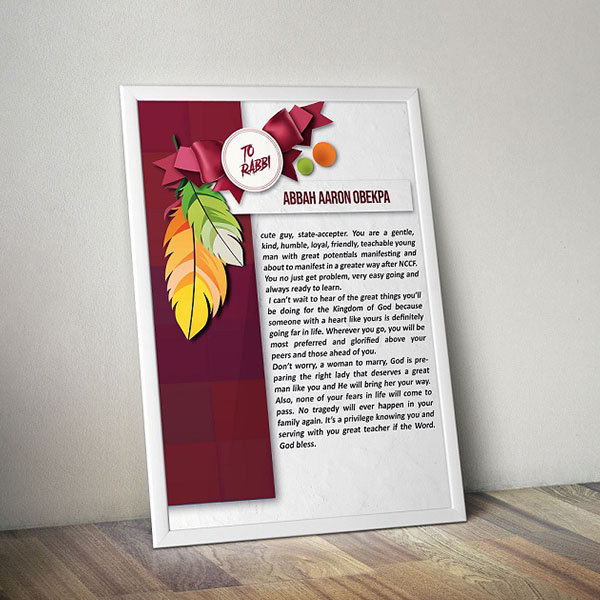 TO
RABBI
ABBAH AARON OBEKPA
cute guy, state-accepter. You are a gentle,
kind, humble, loyal, friendly, teachable young
man with great potentials manifesting and
about to manifest in a greater way after NCCF.
You no just get problem, very easy going and
always ready to learn.
I can't wait to hear of the great things you'll
be doing for the Kingdom of God because
someone with a heart like yours is definitely
going far in life. Wherever you go, you will be
most preferred and glorified above your
peers and those ahead of you.
Don't worry, a woman to marry, God is pre-
paring the right lady that deserves a great
man like you and He will bring her your way.
Also, none of your fears in life will come to
pass. No tragedy will ever happen in your
family again. It's a privilege knowing you and
serving with you great teacher if the Word.
God bless.